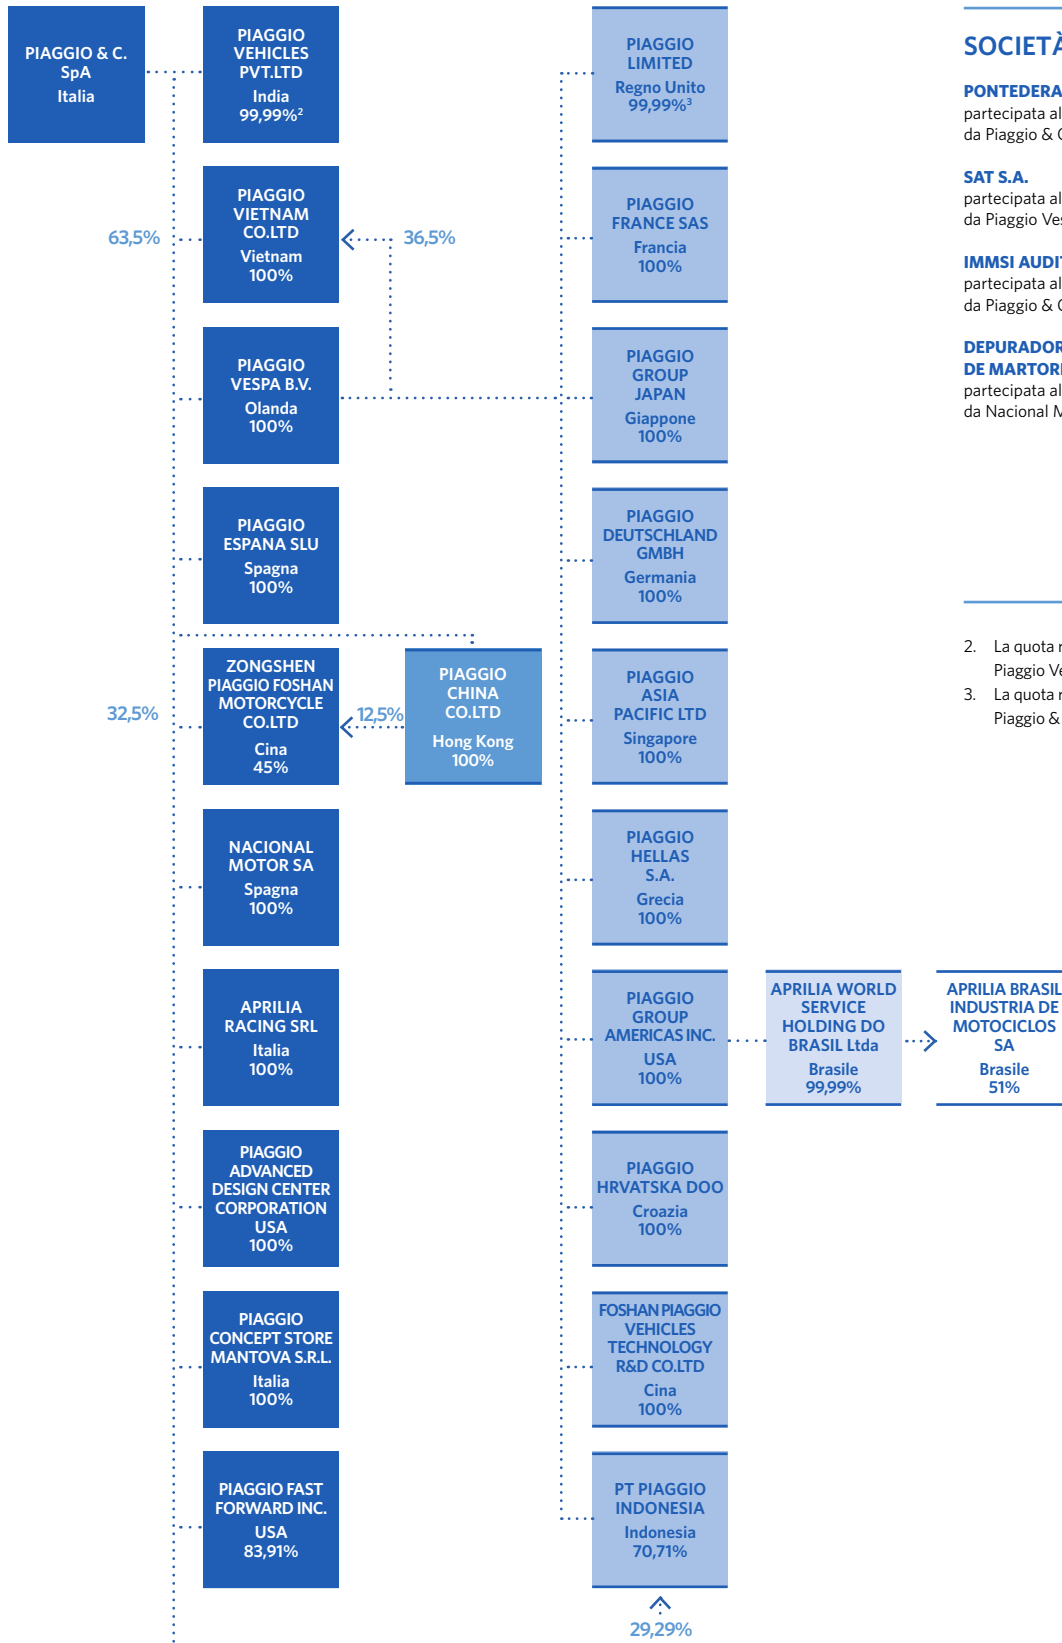 PIAGGIO & C.
SpA
Italia
PIAGGIO
VEHICLES
PVT.LTD
India
99,99%²
PIAGGIO
LIMITED
Regno Unito
99,99%³
63,5%
PIAGGIO
VIETNAM
CO.LTD
Vietnam
100%
36,5%
PIAGGIO
FRANCE SAS
Francia
100%
PIAGGIO
VESPA B.V.
Olanda
100%
PIAGGIO
GROUP
JAPAN
Giappone
100%
PIAGGIO
ESPANA SLU
Spagna
100%
PIAGGIO
DEUTSCHLAND
GMBH
Germania
100%
32,5%
ZONGSHEN
PIAGGIO FOSHAN
MOTORCYCLE
CO.LTD
Cina
45%
12,5%
PIAGGIO
CHINA
CO.LTD
Hong Kong
100%
PIAGGIO
ASIA
PACIFIC LTD
Singapore
100%
NACIONAL
MOTOR SA
Spagna
100%
PIAGGIO
HELLAS
S.A.
Grecia
100%
APRILIA
RACING SRL
Italia
100%
PIAGGIO
GROUP
AMERICAS INC.
USA
100%
APRILIA WORLD
SERVICE
HOLDING DO
BRASIL Ltda
Brasile
99,99%
APRILIA BRASIL
INDUSTRIA DE
MOTOCICLOS
SA
Brasile
51%
PIAGGIO
ADVANCED
DESIGN CENTER
CORPORATION
USA
100%
PIAGGIO
HRVATSKA DOO
Croazia
100%
PIAGGIO
CONCEPT STORE
MANTOVA S.R.L.
Italia
100%
FOSHAN PIAGGIO
VEHICLES
TECHNOLOGY
R&D CO.LTD
Cina
100%
PIAGGIO FAST
FORWARD INC.
USA
83,91%
PT PIAGGIO
INDONESIA
Indonesia
70,71%
29,29%
SOCIETÀ
PONTEDERA
partecipata al
da Piaggio &
SAT S.A.
partecipata al
da Piaggio Ves
IMMSI AUDIT
partecipata al
da Piaggio &
DEPURADOR
DE MARTOR
partecipata al
da Nacional M
2. La quota
Piaggio Ve
3. La quota
Piaggio &